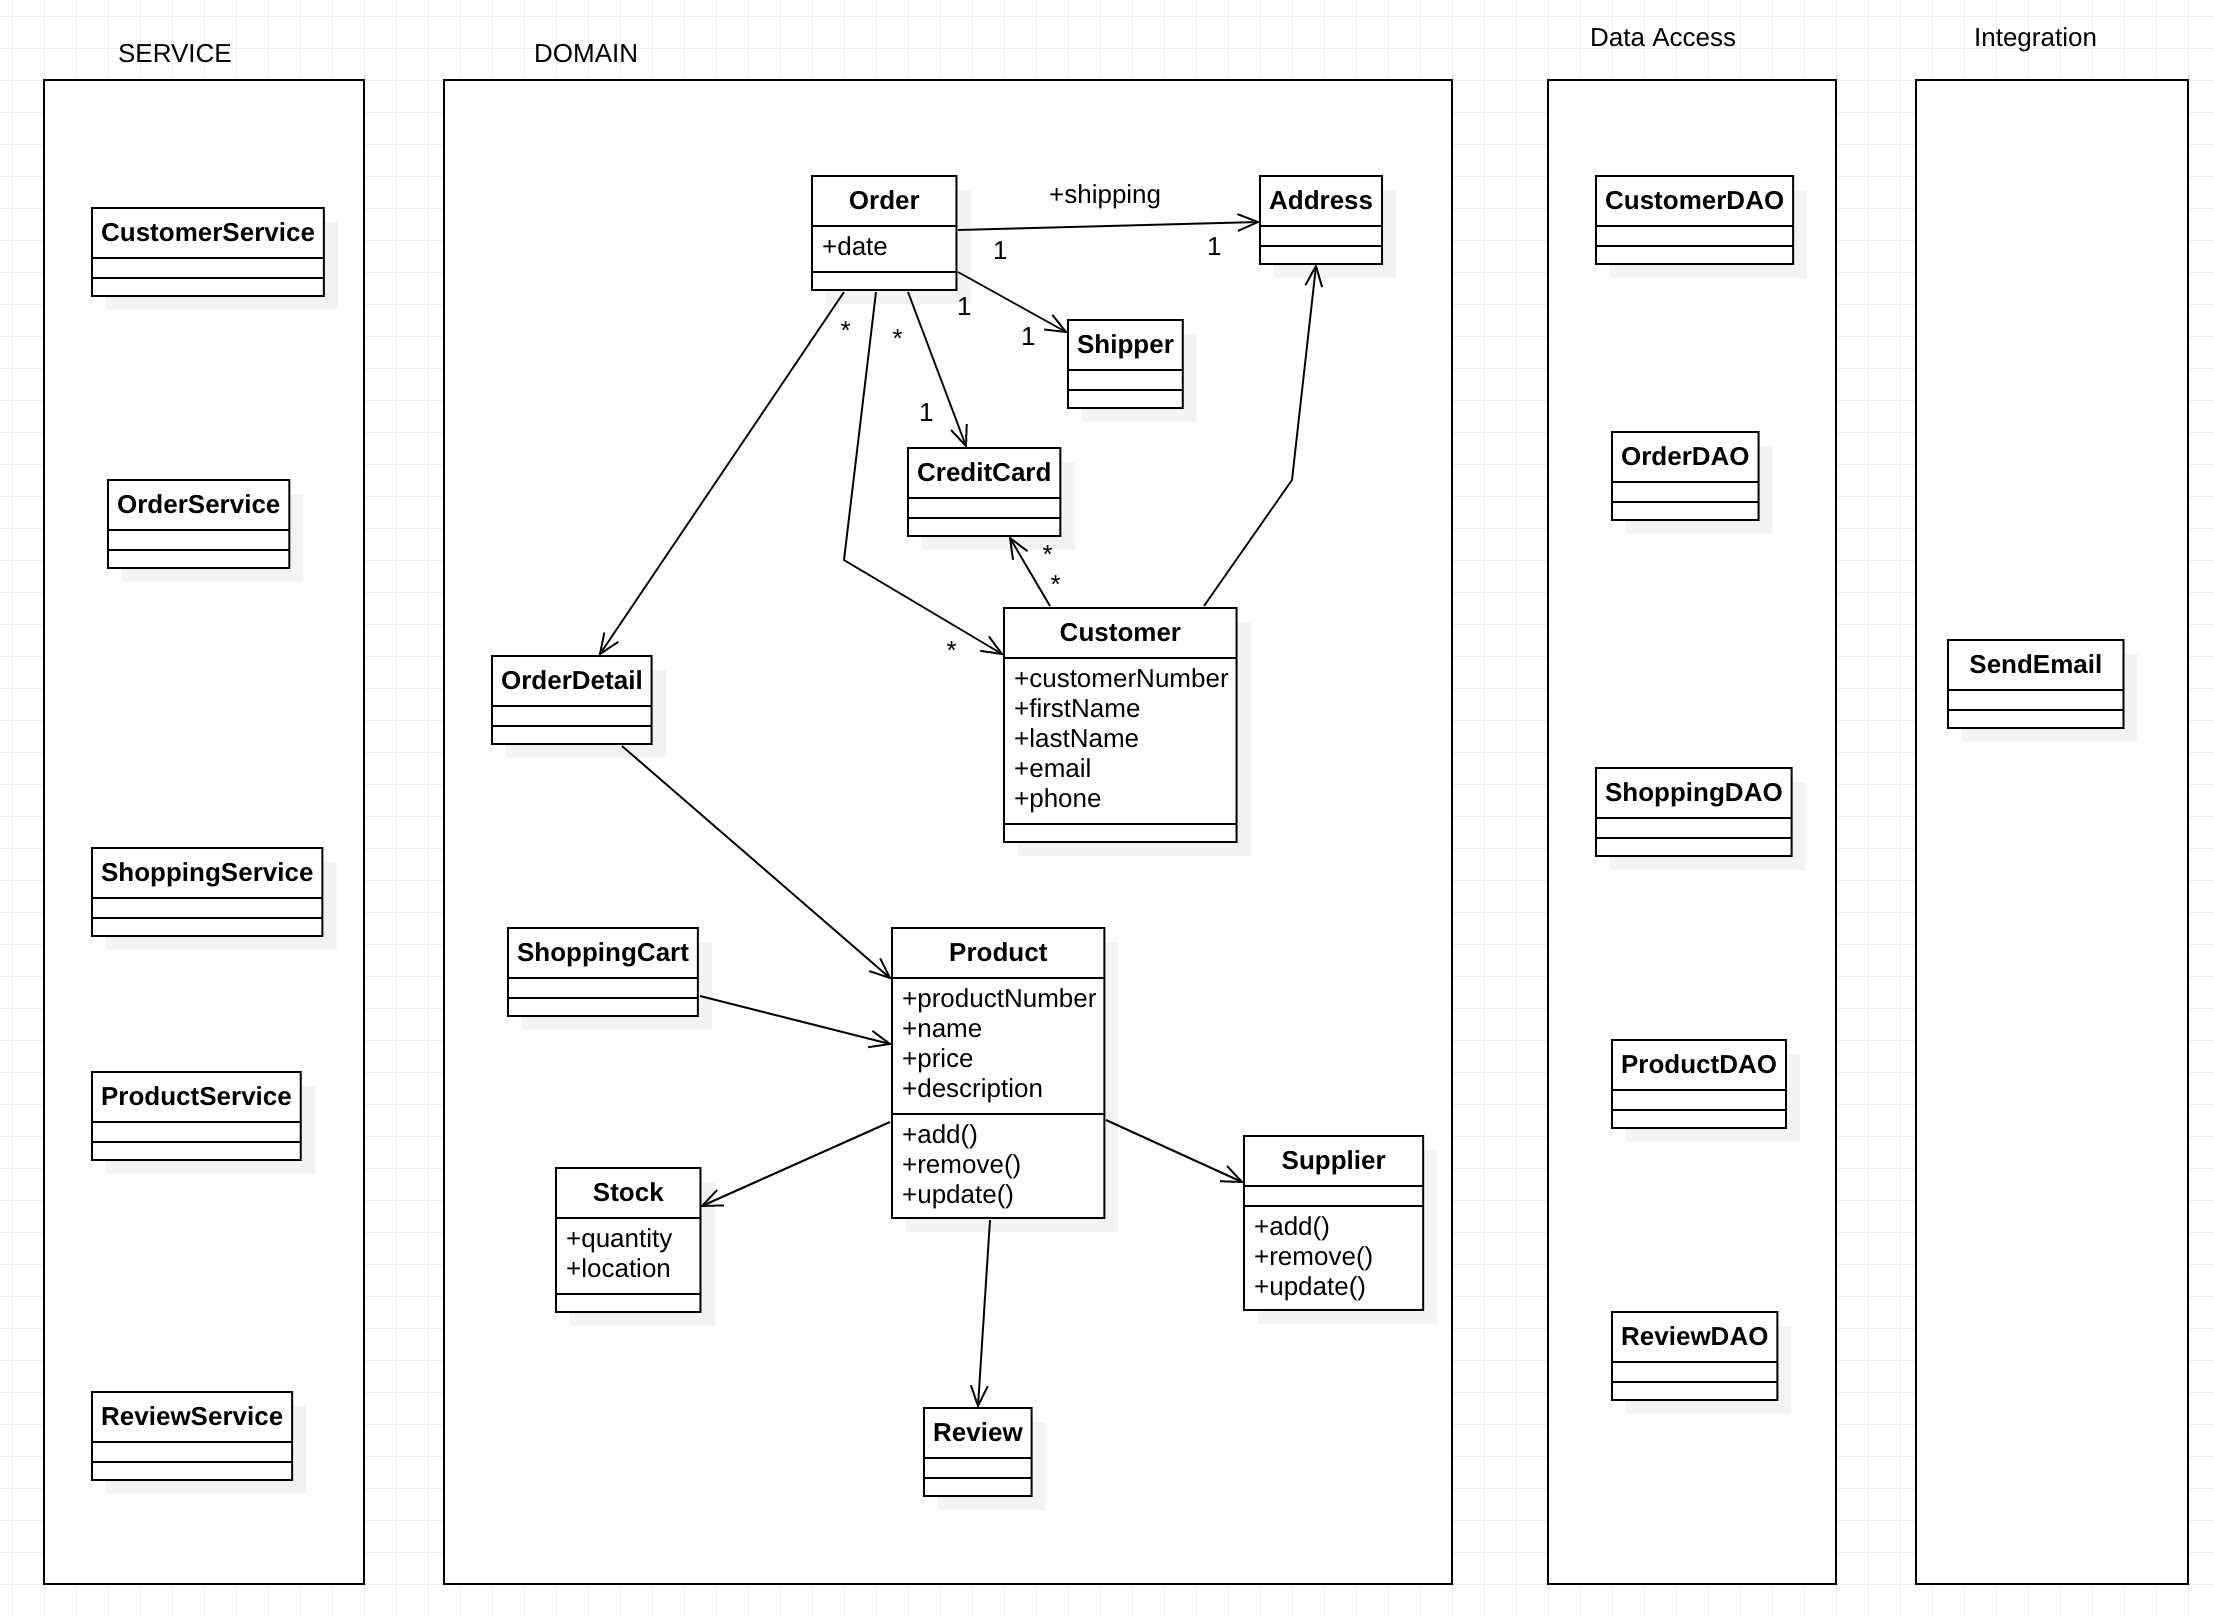 SERVICE
CustomerService
OrderService
ShoppingService
ProductService
ReviewService
DOMAIN
Order
+date
+shipping
1
1
Address
1
1
Shipper
*
*
1
CreditCard
*
*
*
Customer
+customerNumber
+firstName
+lastName
+email
+phone
OrderDetail
ShoppingCart
Product
+productNumber
+name
+price
+description
+add()
+remove()
+update()
Stock
+quantity
+location
Supplier
+add()
+remove()
+update()
Review
Data Access
CustomerDAO
OrderDAO
ShoppingDAO
ProductDAO
ReviewDAO
Integration
SendEmail